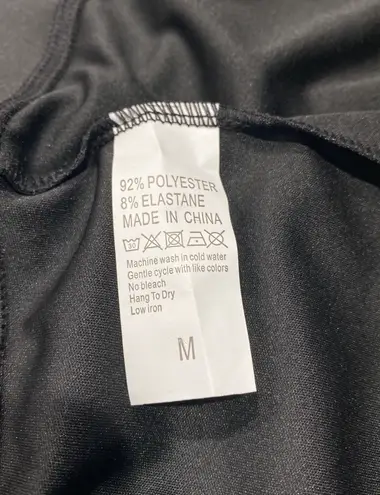 92% POLYESTER
8% ELASTANE
MADE IN CHINA
30
Machine wash in cold water
Gentle cycle with like colors
No bleach
Hang To Dry
Low iron
M